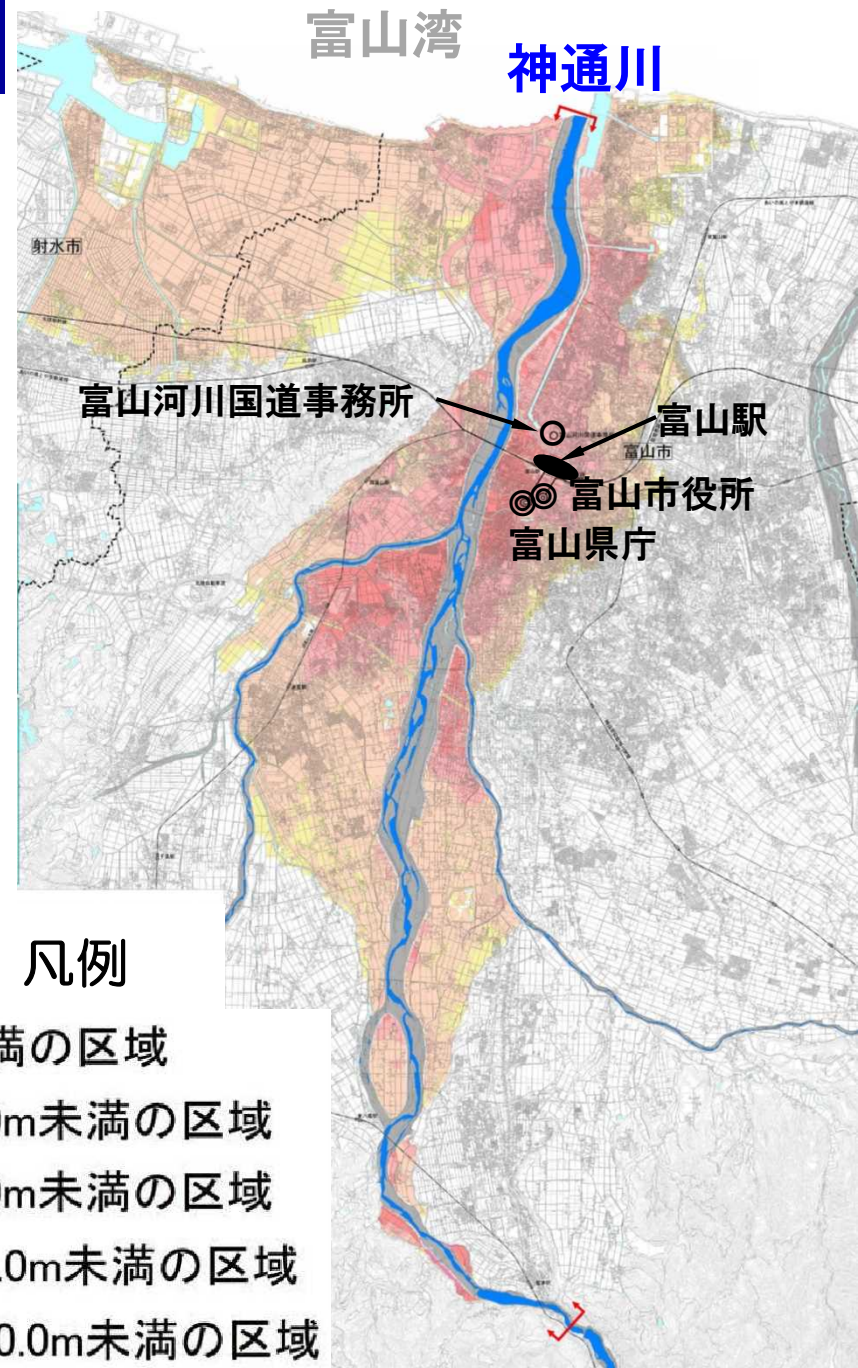 富山湾
神通川
射水市
富山河川国道事務所
富山駅
富山市
富山市役所
富山県庁
凡例
満の区域
m未満の区域
m未満の区域
.0m未満の区域
0.0m未満の区域